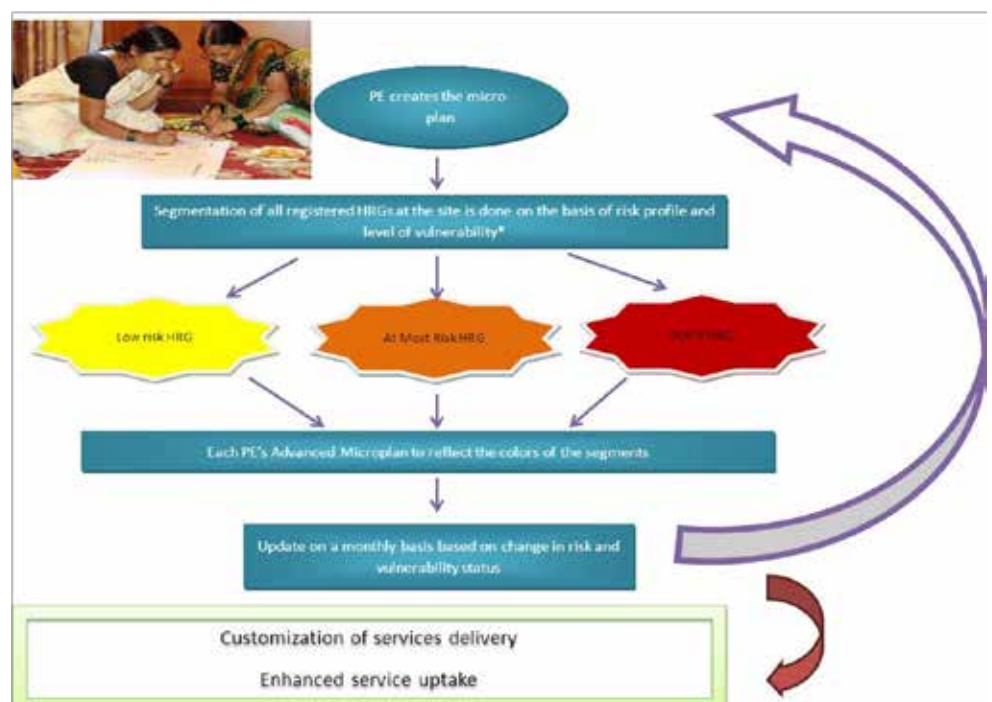 PE creates the micro
plan
Segmentation of all registered HRGs at the site is done on the basis of risk profile and
level of vulnerability*
Low risk HRG
At Most Risk HRG
HRG
Each PE's Advanced Microplan to reflect the colors of the segments
Update on a monthly basis based on change in risk and
vulnerability status
Customization of services delivery
Enhanced service uptake